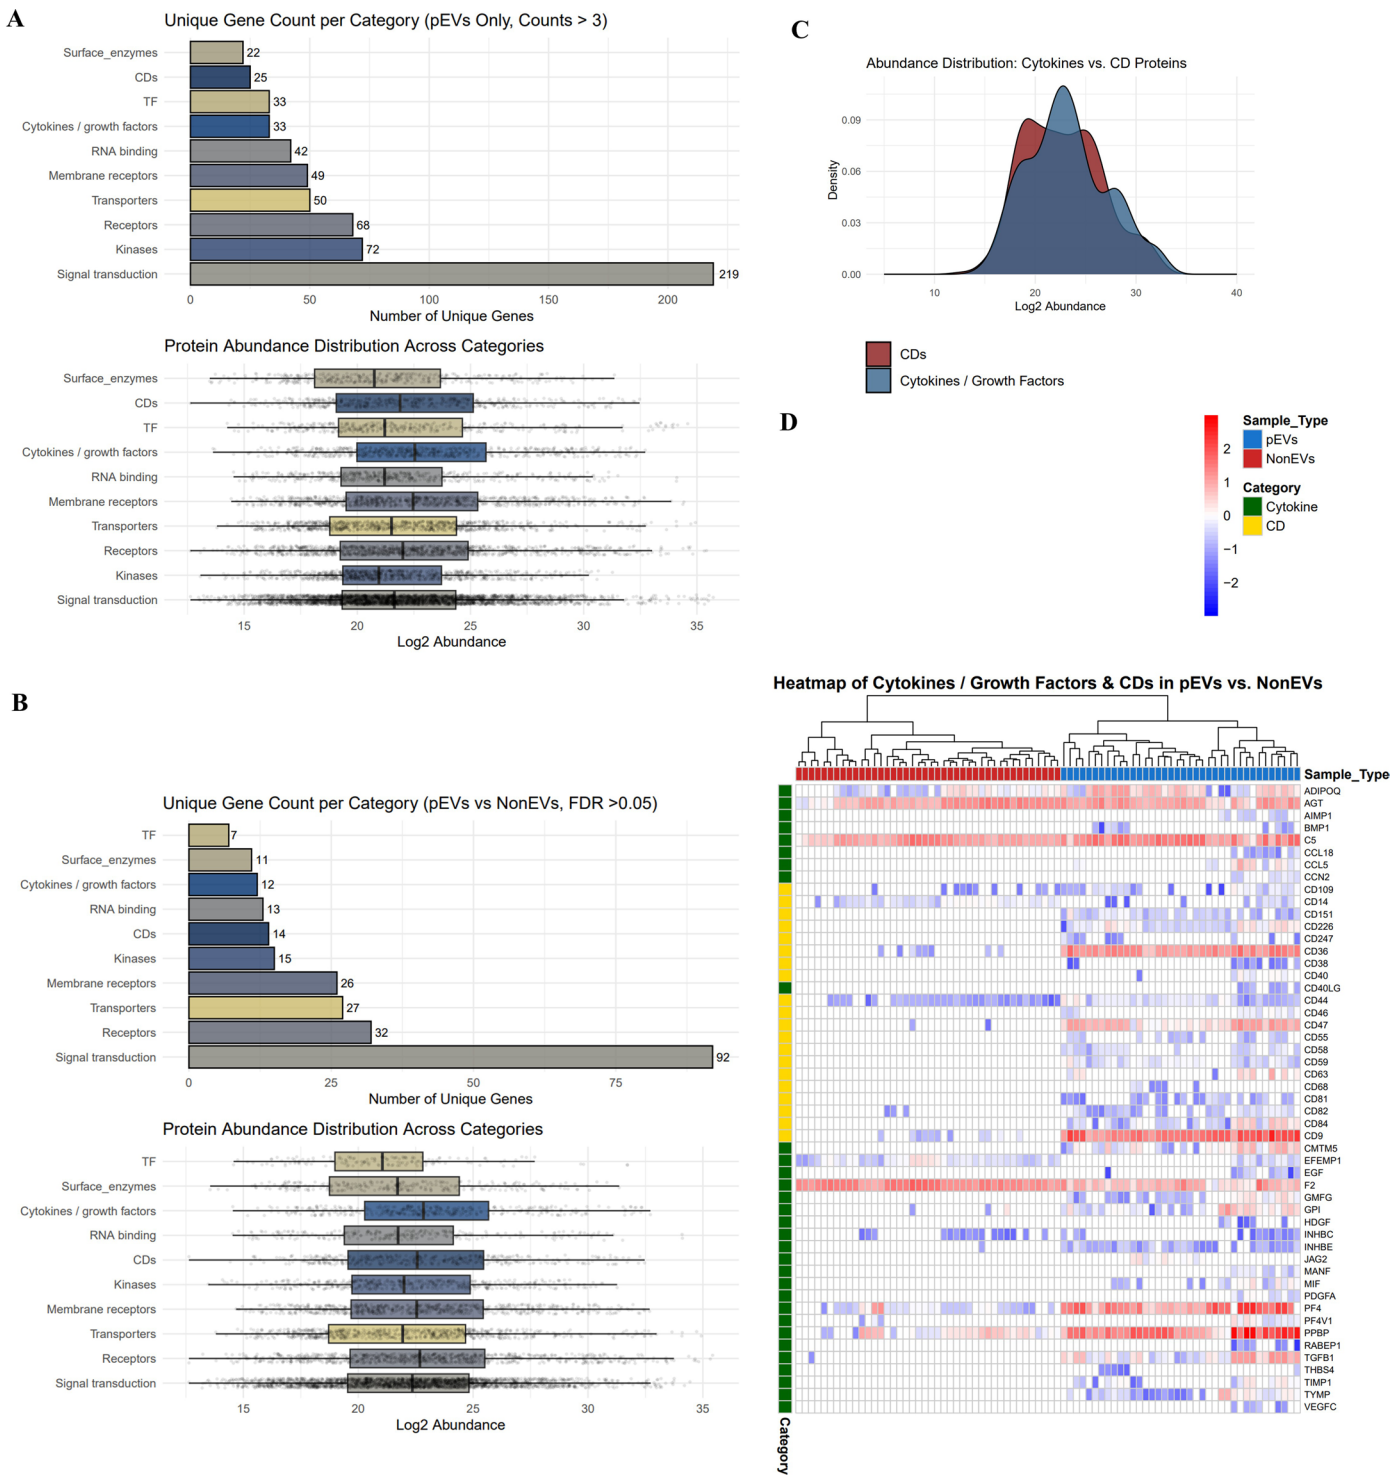 A
Unique Gene Count per Category (pEVs Only, Counts > 3)
Surface_enzymes 22
CDs 25
TF 33
Cytokines / growth factors 33
RNA binding 42
Membrane receptors 49
Transporters 50
Receptors 68
Kinases 72
Signal transduction 219
0 50 100 150 200
Number of Unique Genes
Protein Abundance Distribution Across Categories
Surface_enzymes
CDs
TF
Cytokines / growth factors
RNA binding
Membrane receptors
Transporters
Receptors
Kinases
Signal transduction
15 20 25 30 35
Log2 Abundance
B
Unique Gene Count per Category (pEVs vs NonEVs, FDR >0.05)
TF 7
Surface_enzymes 11
Cytokines / growth factors 12
RNA binding 13
CDs 14
Kinases 15
Membrane receptors 26
Transporters 27
Receptors 32
Signal transduction 92
0 25 50 75
Number of Unique Genes
Protein Abundance Distribution Across Categories
TF
Surface_enzymes
Cytokines / growth factors
RNA binding
CDs
Kinases
Membrane receptors
Transporters
Receptors
Signal transduction
15 20 25 30 35
Log2 Abundance
C
Abundance Distribution: Cytokines vs. CD Proteins
Density
0.09
0.06
0.03
0.00
10 20 30 40
Log2 Abundance
CDs
Cytokines / Growth Factors
D
2
1
0
−1
−2
Sample_Type
pEVs
NonEVs
Category
Cytokine
CD
Heatmap of Cytokines / Growth Factors & CDs in pEVs vs. NonEVs
Sample_Type
ADIPOQ
AGT
AIMP1
BMP1
C5
CCL18
CCL5
CCN2
CD109
CD14
CD151
CD226
CD247
CD36
CD38
CD40
CD40LG
CD44
CD46
CD47
CD55
CD58
CD59
CD63
CD68
CD81
CD82
CD84
CD9
CMTM5
EFEMP1
EGF
F2
GMFG
GPI
HDGF
INHBC
INHBE
JAG2
MANF
MIF
PDGFA
PF4
PF4V1
PPBP
RABEP1
TGFB1
THBS4
TIMP1
TYMP
VEGFC
Category